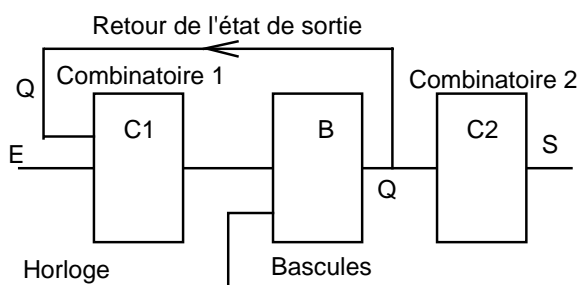 Retour de l'état de sortie
Combinatoire 1
Combinatoire 2
Q
C1
B
C2
E
S
Q
Horloge
Bascules